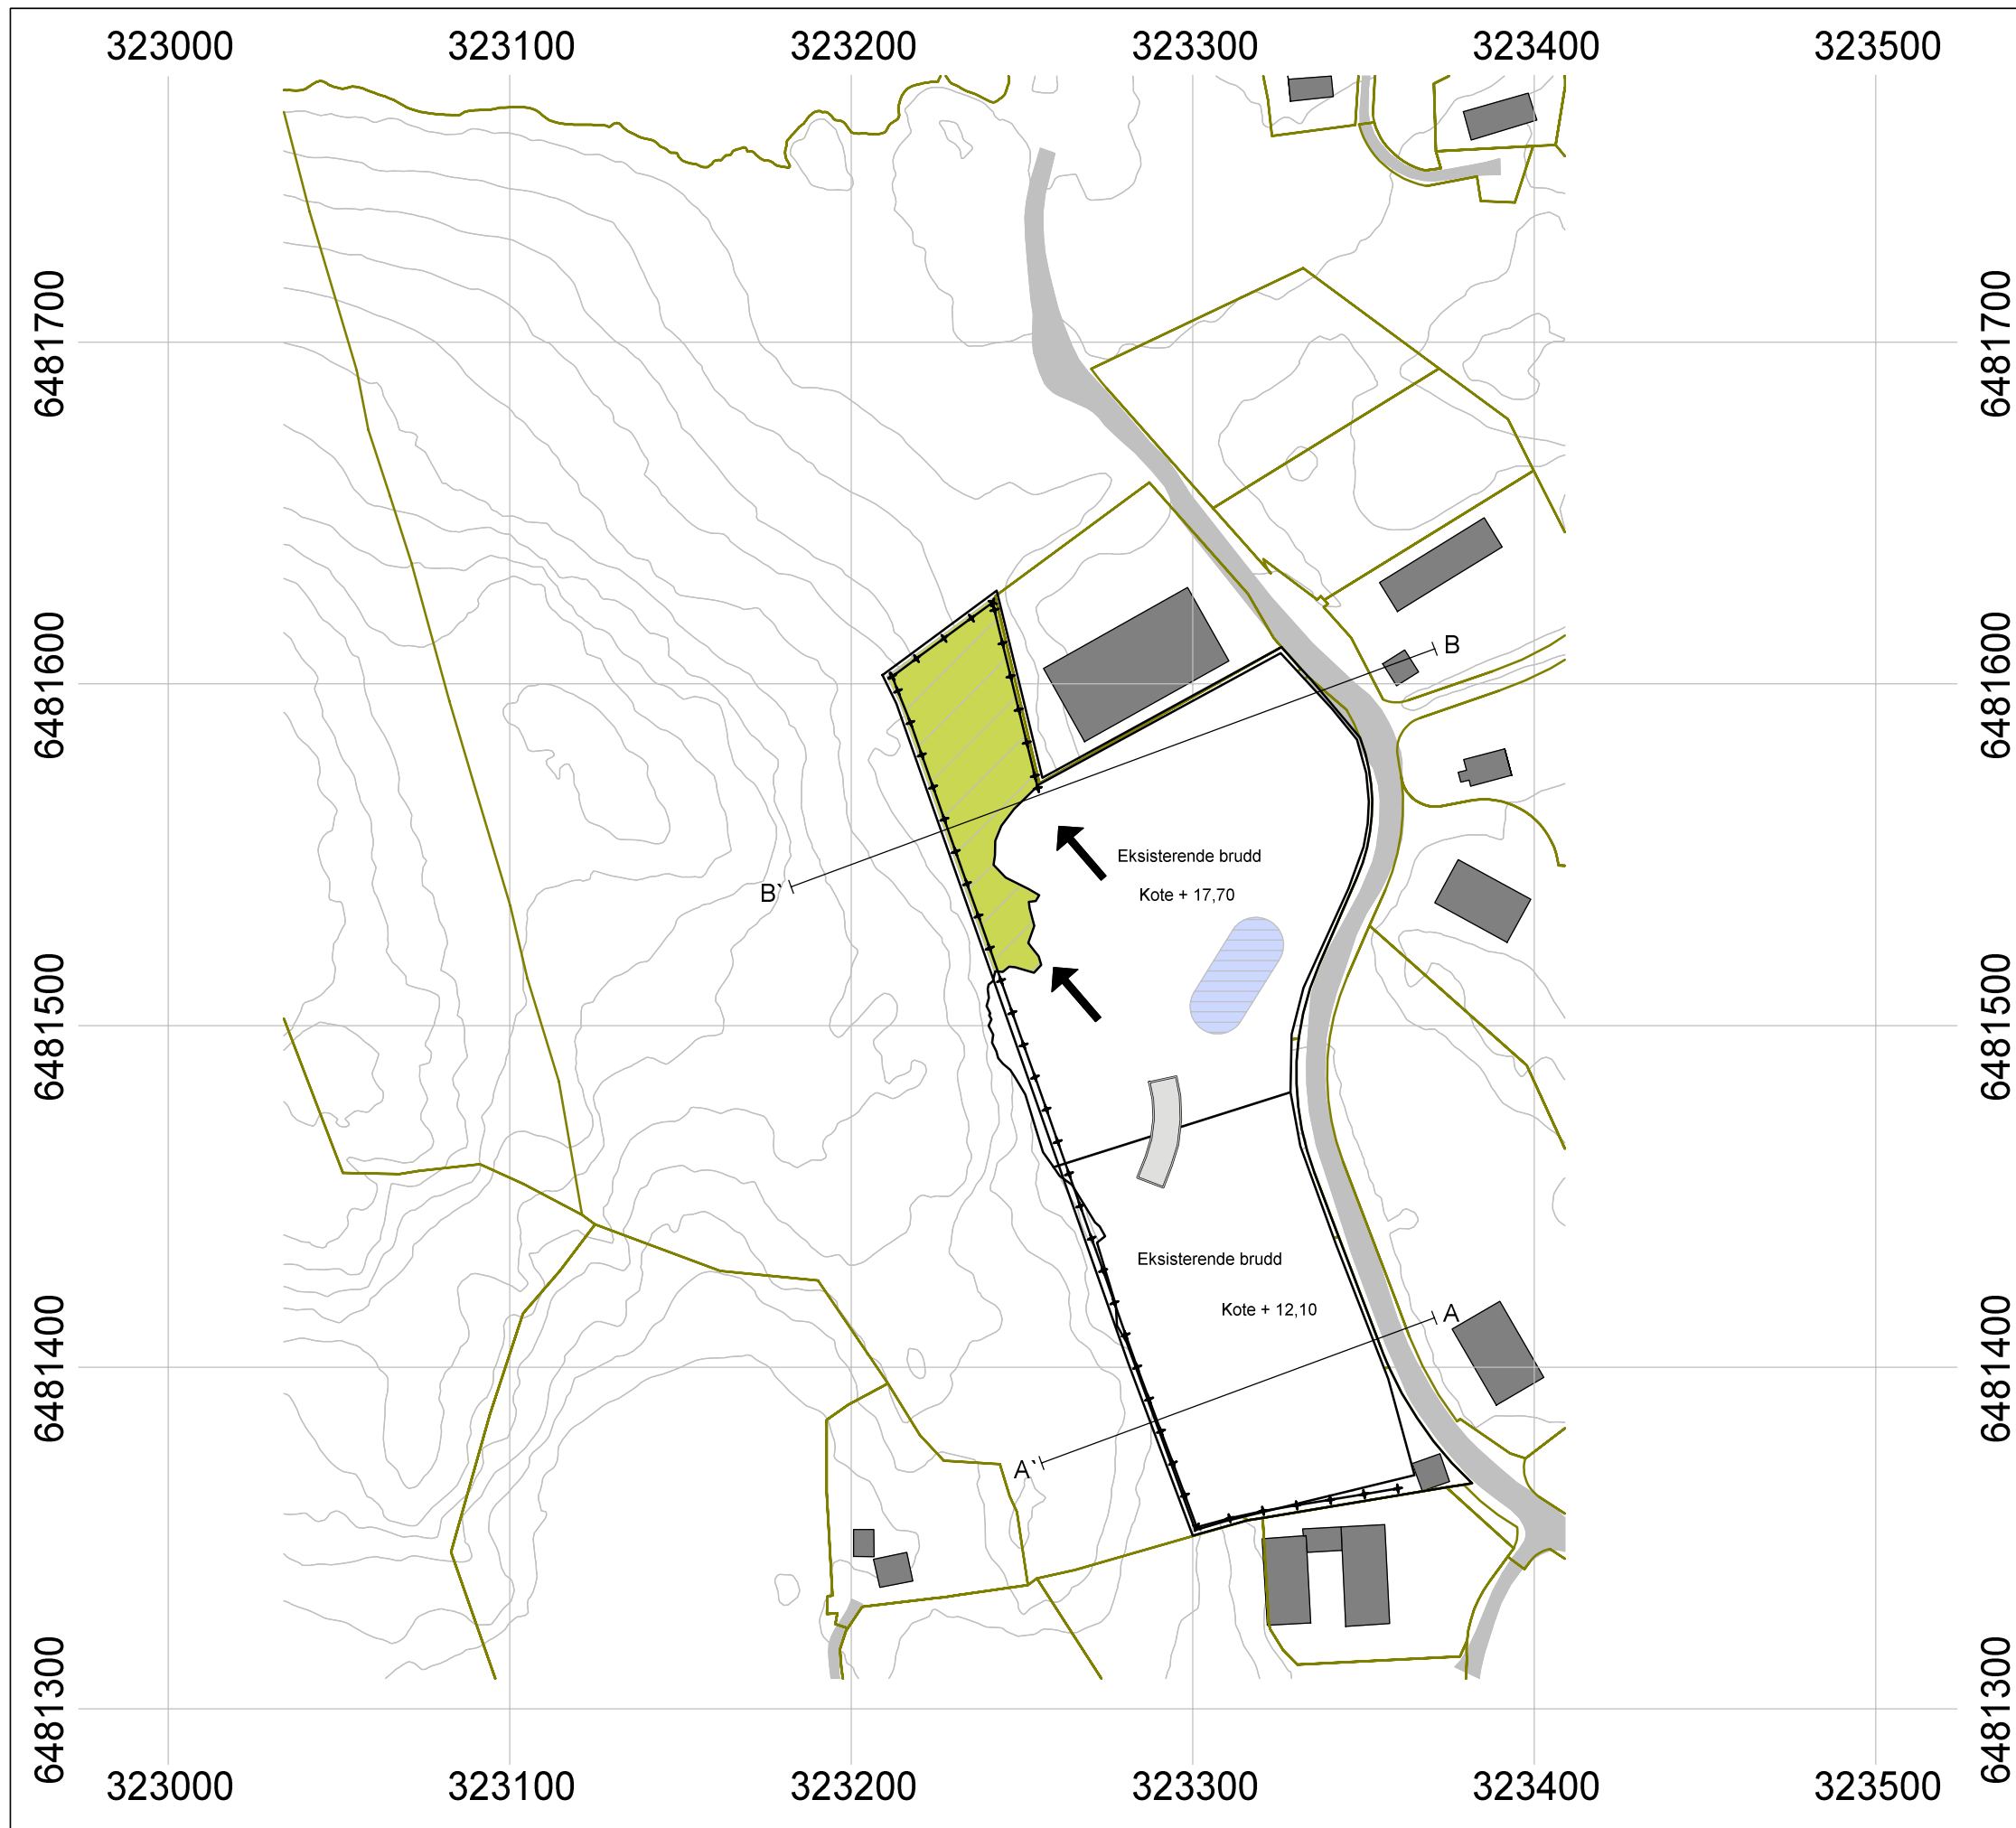 323000 323100 323200 323300 323400 323500
6481700 6481700
6481600 6481600
B
Eksisterende brudd
B`
Kote + 17,70
6481500 6481500
Eksisterende brudd
Kote + 12,10
A
6481400 6481400
A`
6481300 6481300
323000 323100 323200 323300 323400 323500